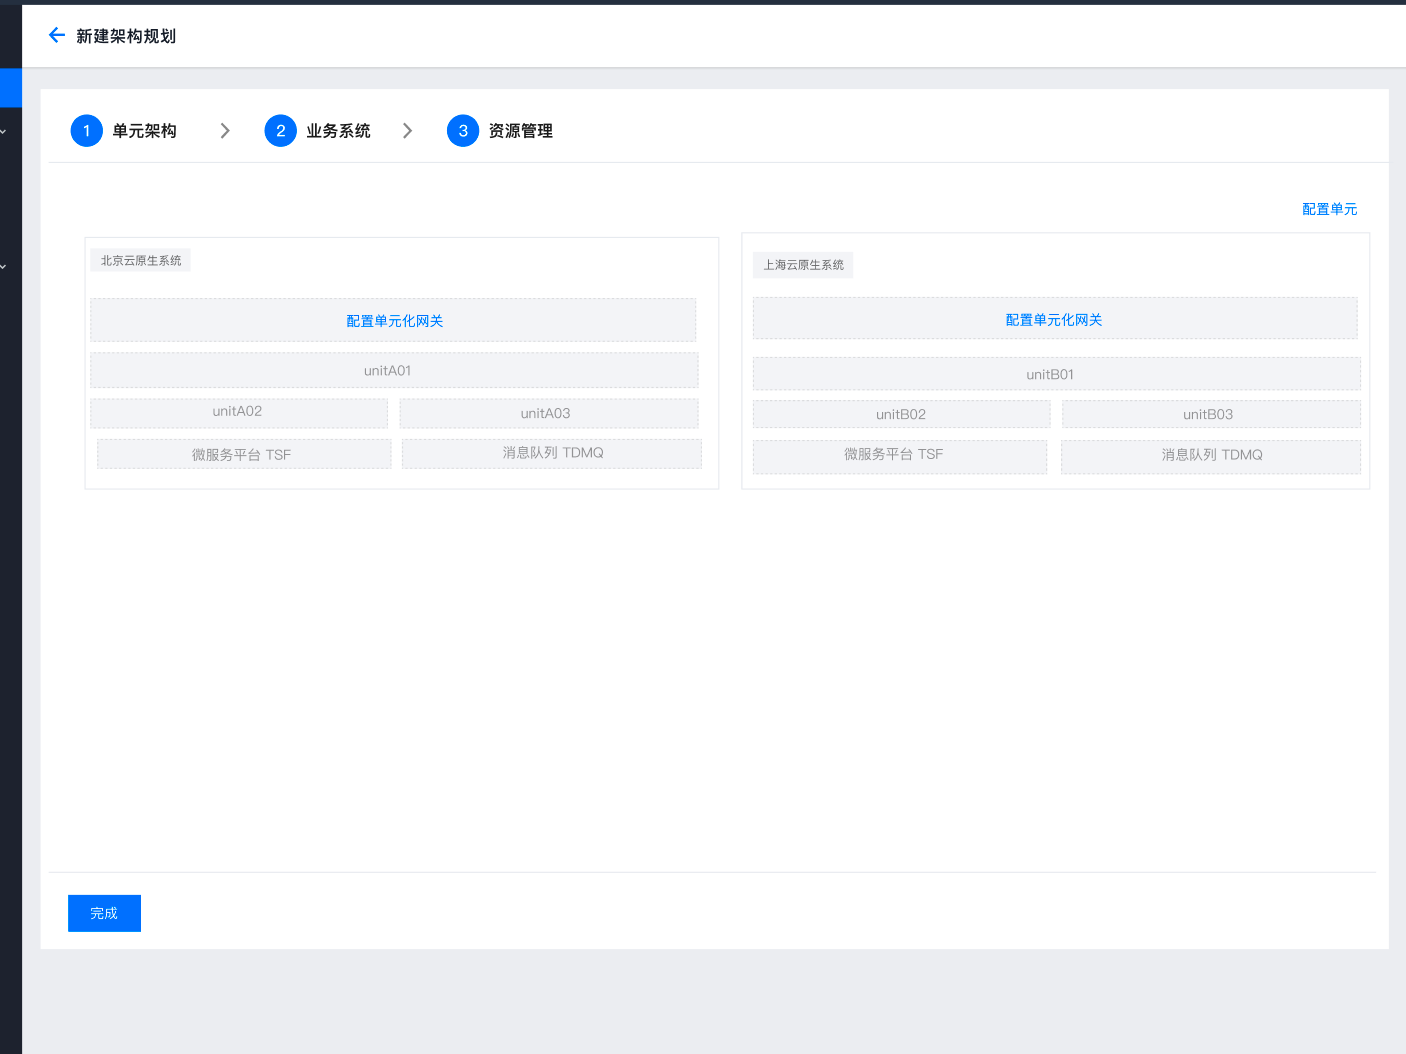 新建架构规划
1 单元架构
2 业务系统
3 资源管理
配置单元
北京云原生系统
配置单元化网关
unitA01
unitA02
unitA03
微服务平台 TSF
消息队列 TDMQ
上海云原生系统
配置单元化网关
unitB01
unitB02
unitB03
微服务平台 TSF
消息队列 TDMQ
完成